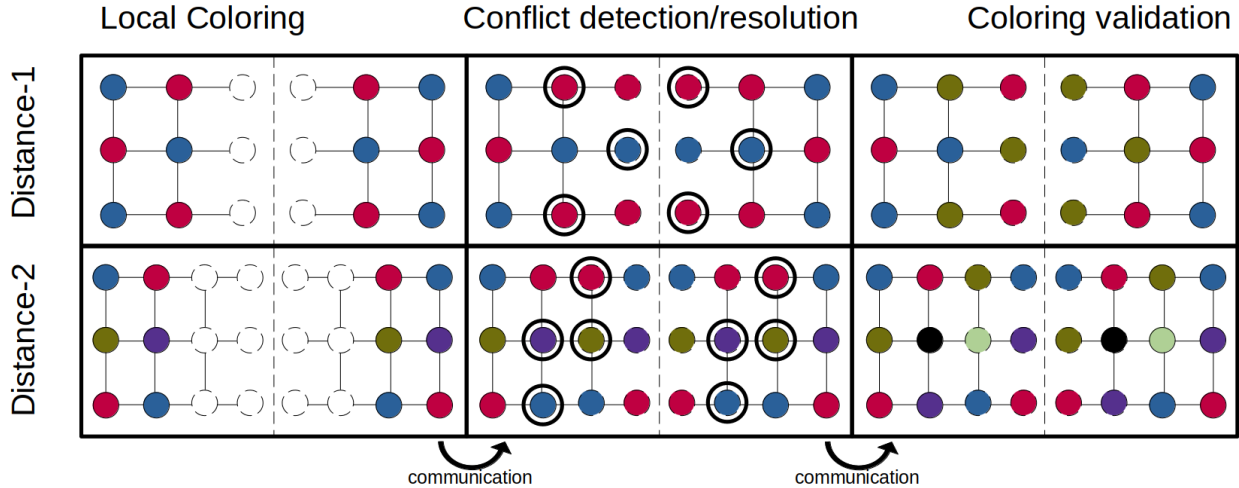 Local Coloring
Conflict detection/resolution
Coloring validation
Distance-1
Distance-2
communication
communication